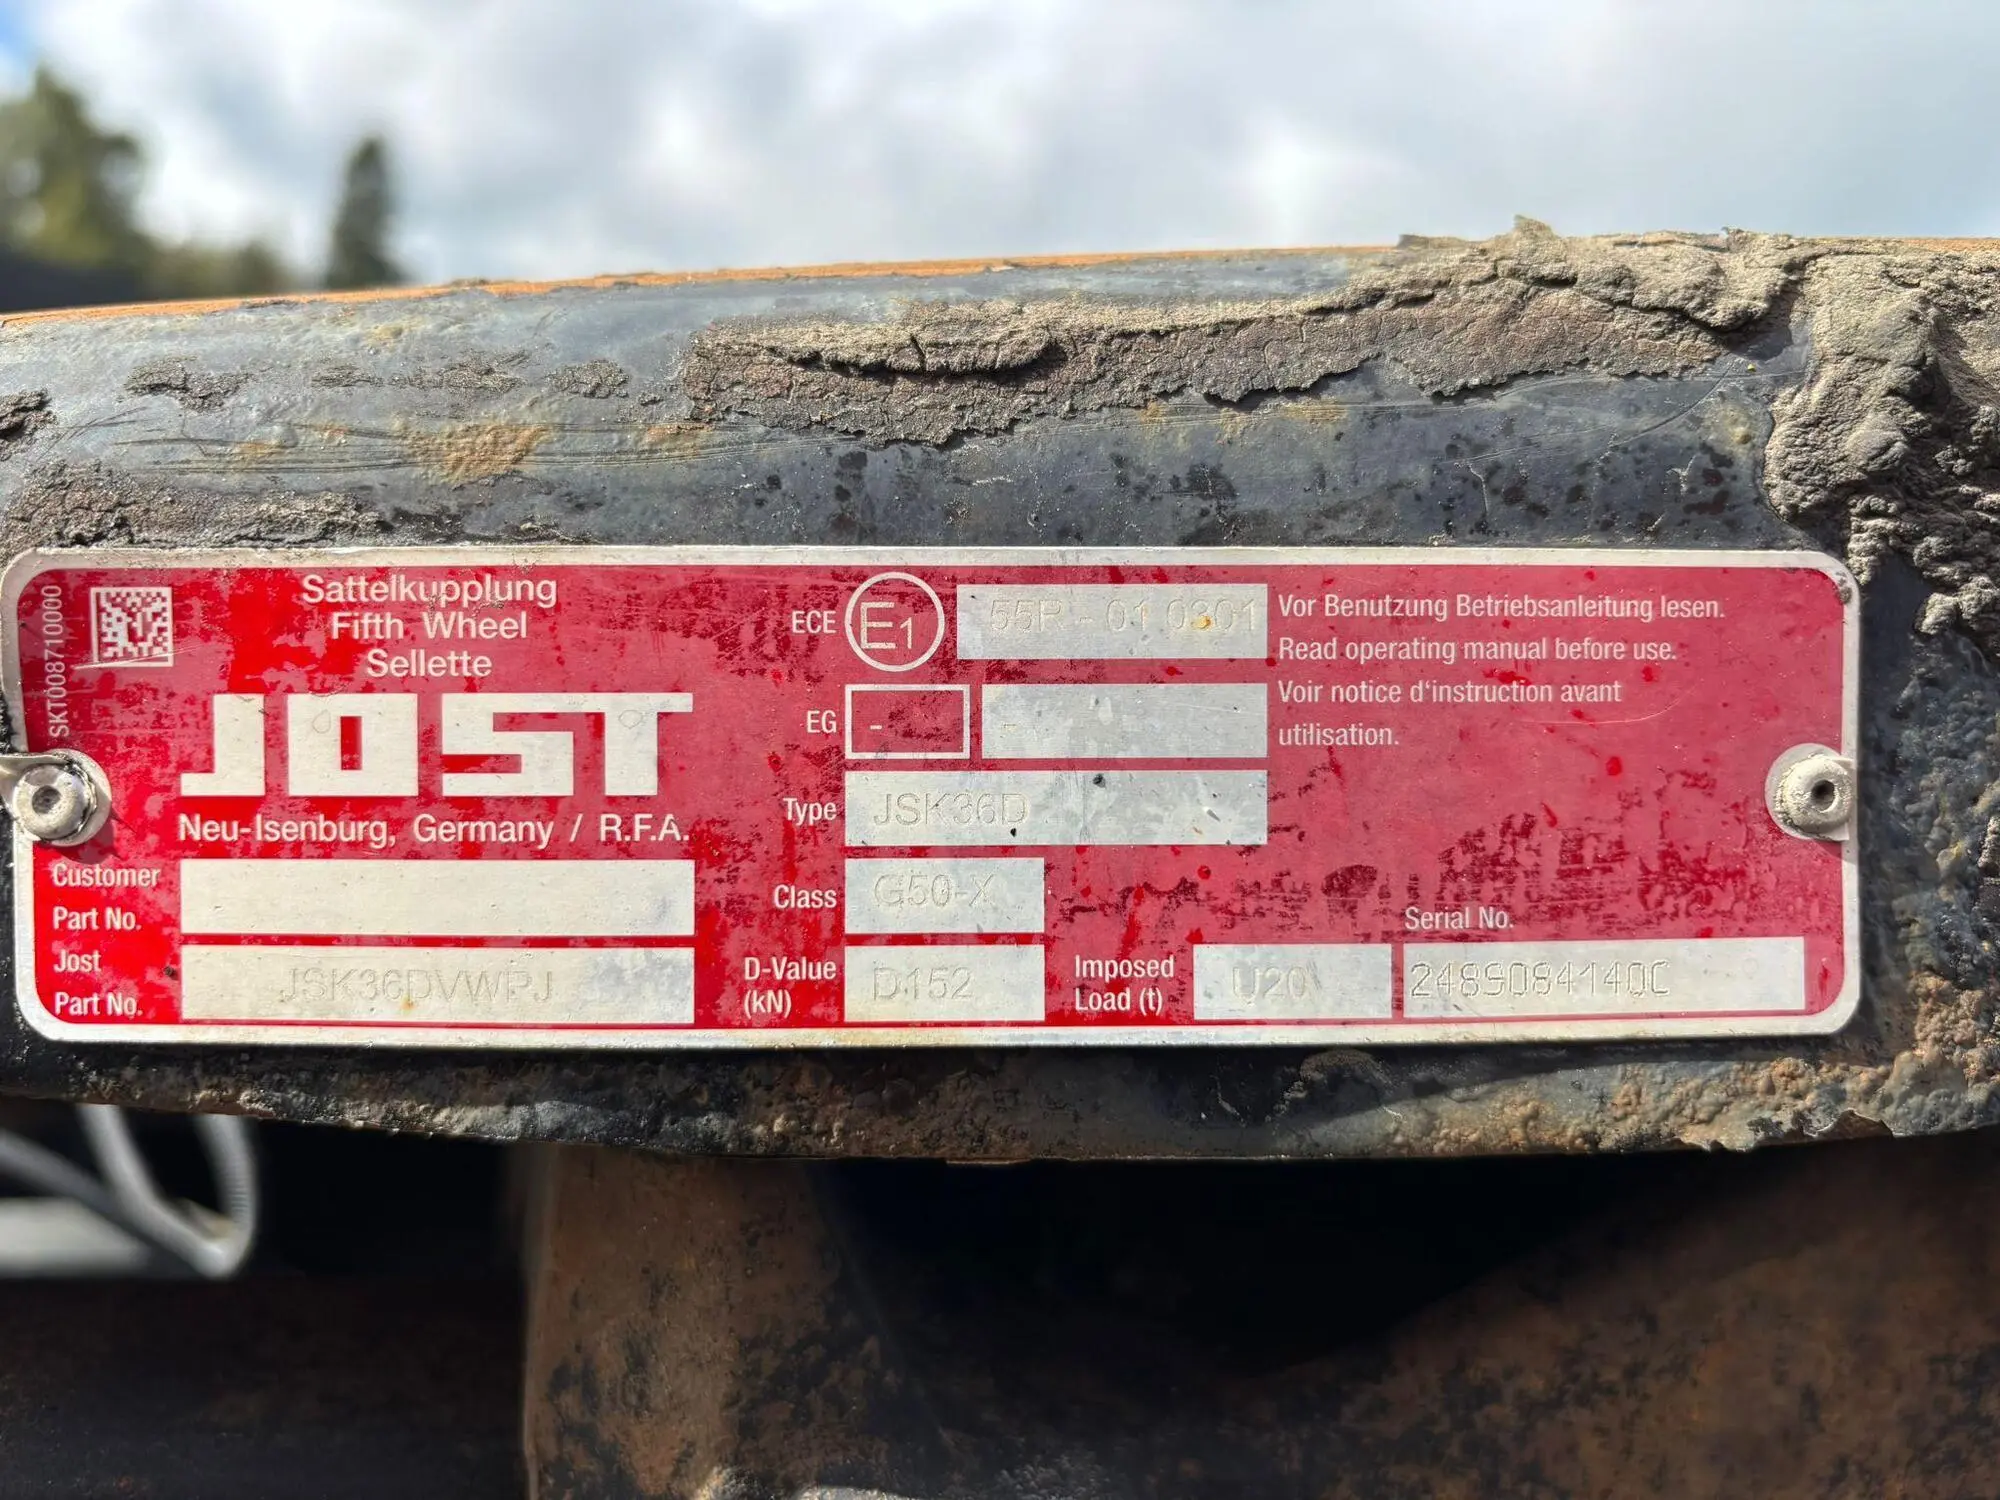 SKT008710000
Sattelkupplung
Fifth Wheel
Sellette
JOST
Neu-Isenburg, Germany / R.F.A.
Customer
Part No.
Jost
Part No.
JSK36DVWPJ
ECE
E1
55R - 01 0301
EG
-
-
Type
JSK36D
Class
G50-X
D-Value
(kN)
D152
Imposed
Load (t)
U20
Vor Benutzung Betriebsanleitung lesen.
Read operating manual before use.
Voir notice d'instruction avant
utilisation.
Serial No.
2489084140C